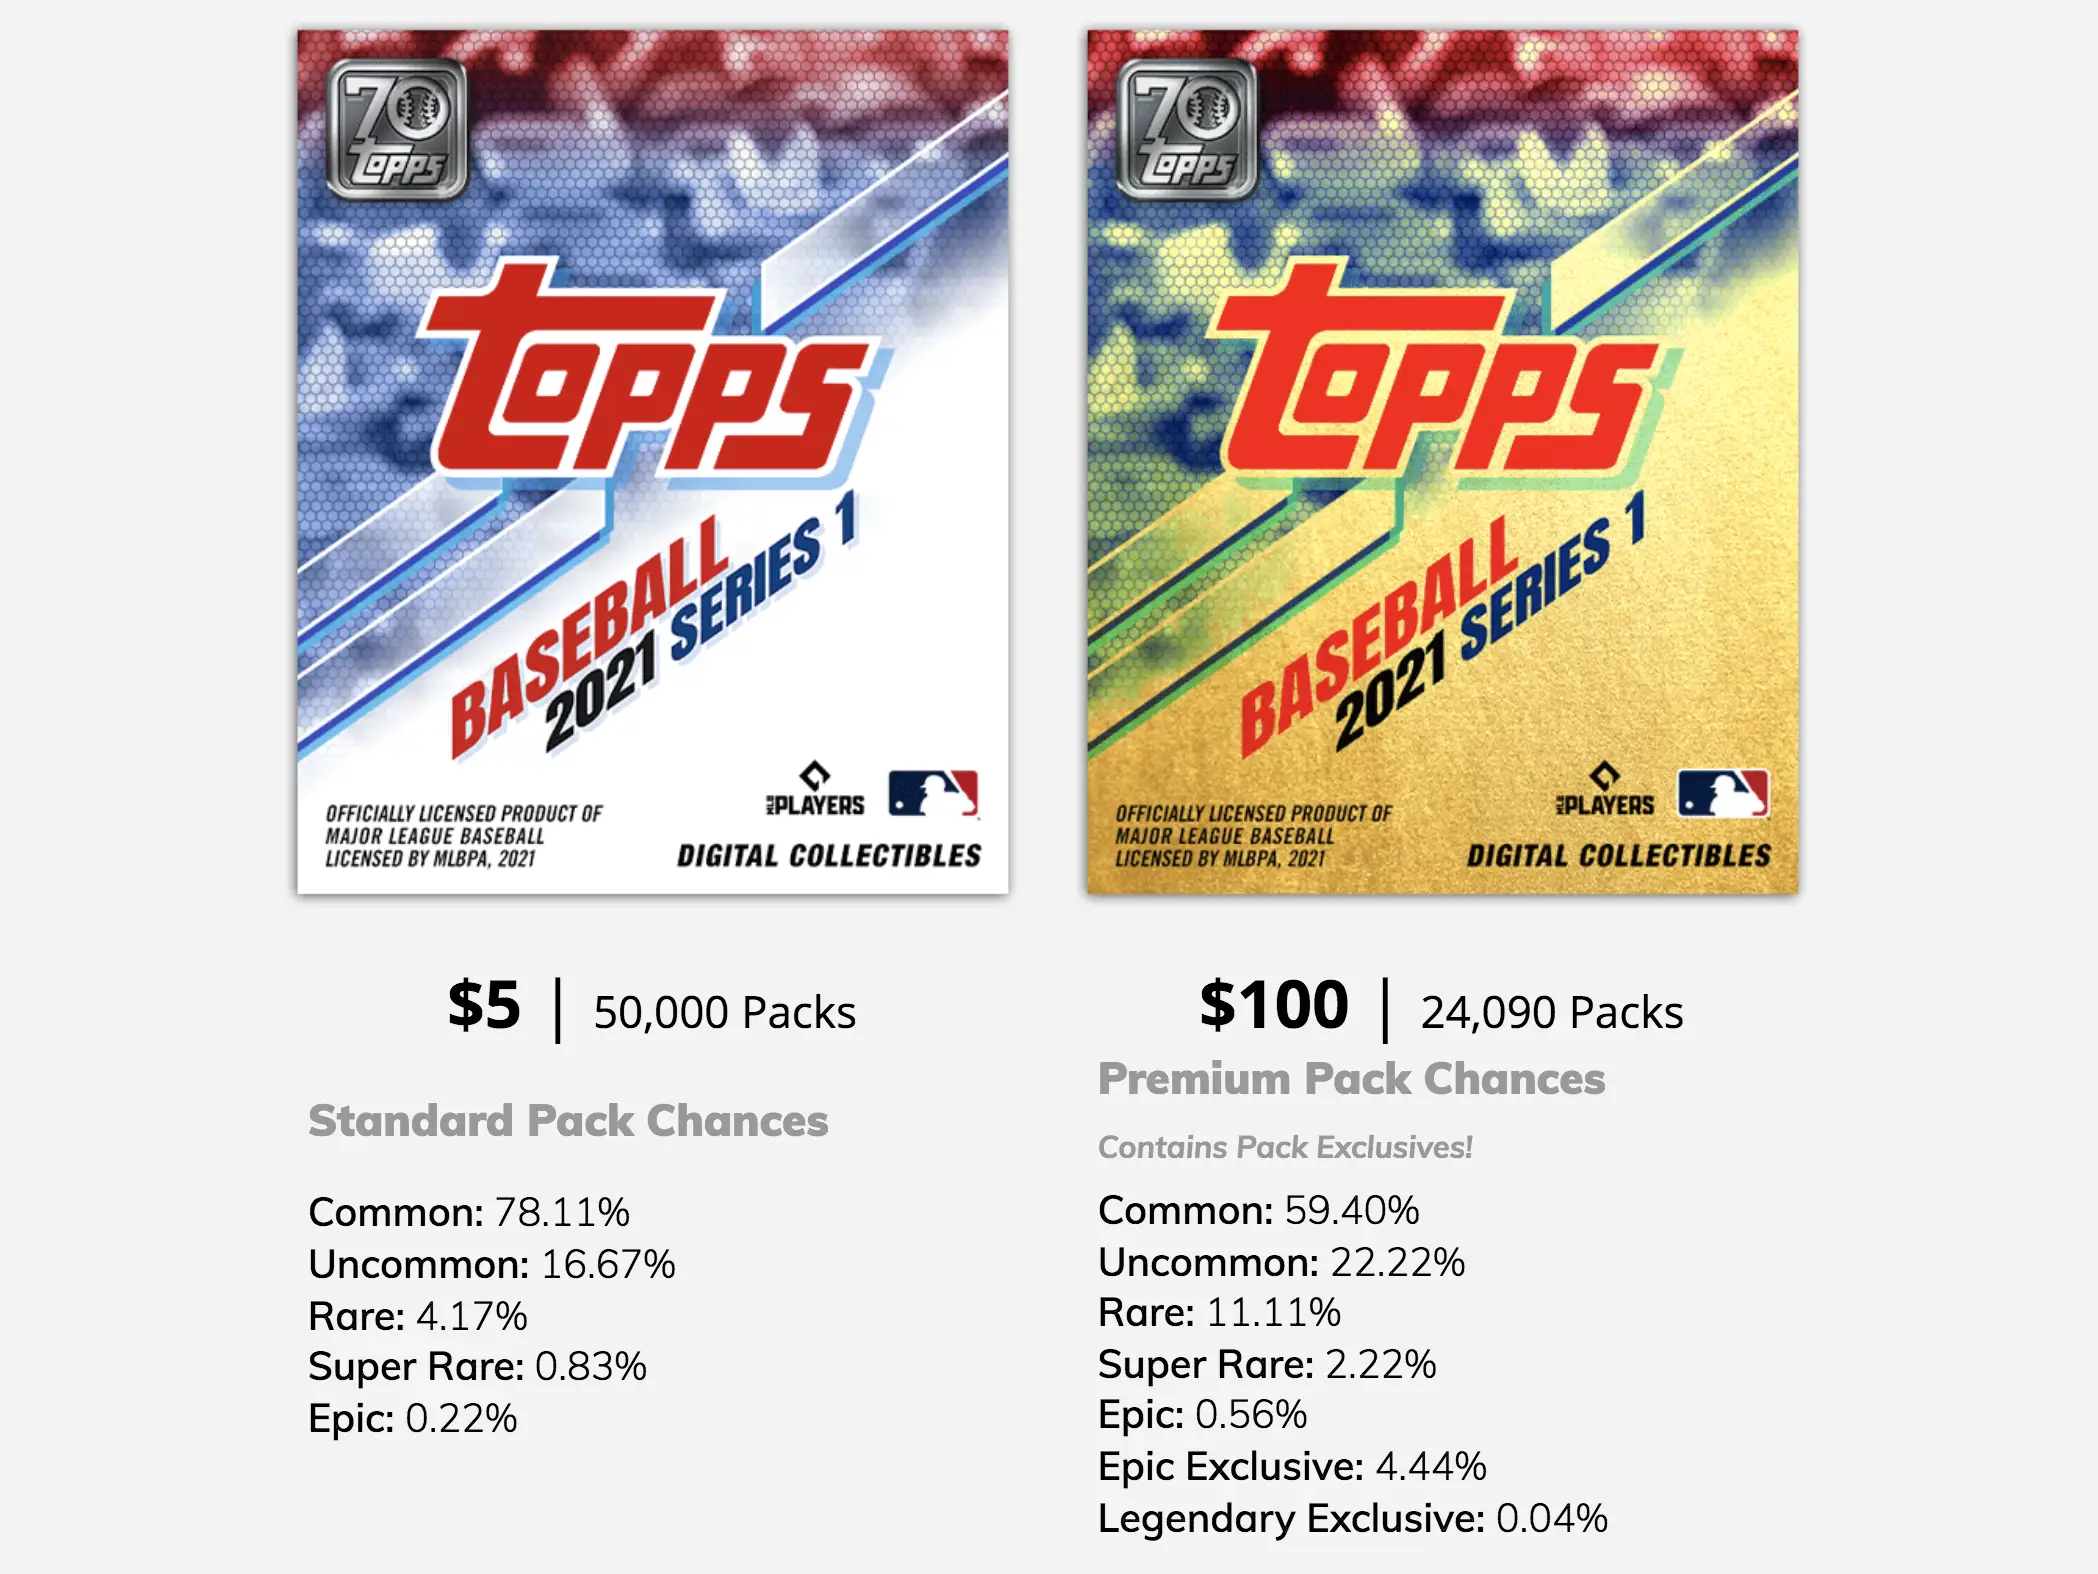 70
topps
topps
BASEBALL
2021 SERIES 1
MLB PLAYERS
OFFICIALLY LICENSED PRODUCT OF
MAJOR LEAGUE BASEBALL
LICENSED BY MLBPA, 2021
DIGITAL COLLECTIBLES
$5 | 50,000 Packs
Standard Pack Chances
Common: 78.11%
Uncommon: 16.67%
Rare: 4.17%
Super Rare: 0.83%
Epic: 0.22%
70
topps
topps
BASEBALL
2021 SERIES 1
MLB PLAYERS
OFFICIALLY LICENSED PRODUCT OF
MAJOR LEAGUE BASEBALL
LICENSED BY MLBPA, 2021
DIGITAL COLLECTIBLES
$100 | 24,090 Packs
Premium Pack Chances
Contains Pack Exclusives!
Common: 59.40%
Uncommon: 22.22%
Rare: 11.11%
Super Rare: 2.22%
Epic: 0.56%
Epic Exclusive: 4.44%
Legendary Exclusive: 0.04%